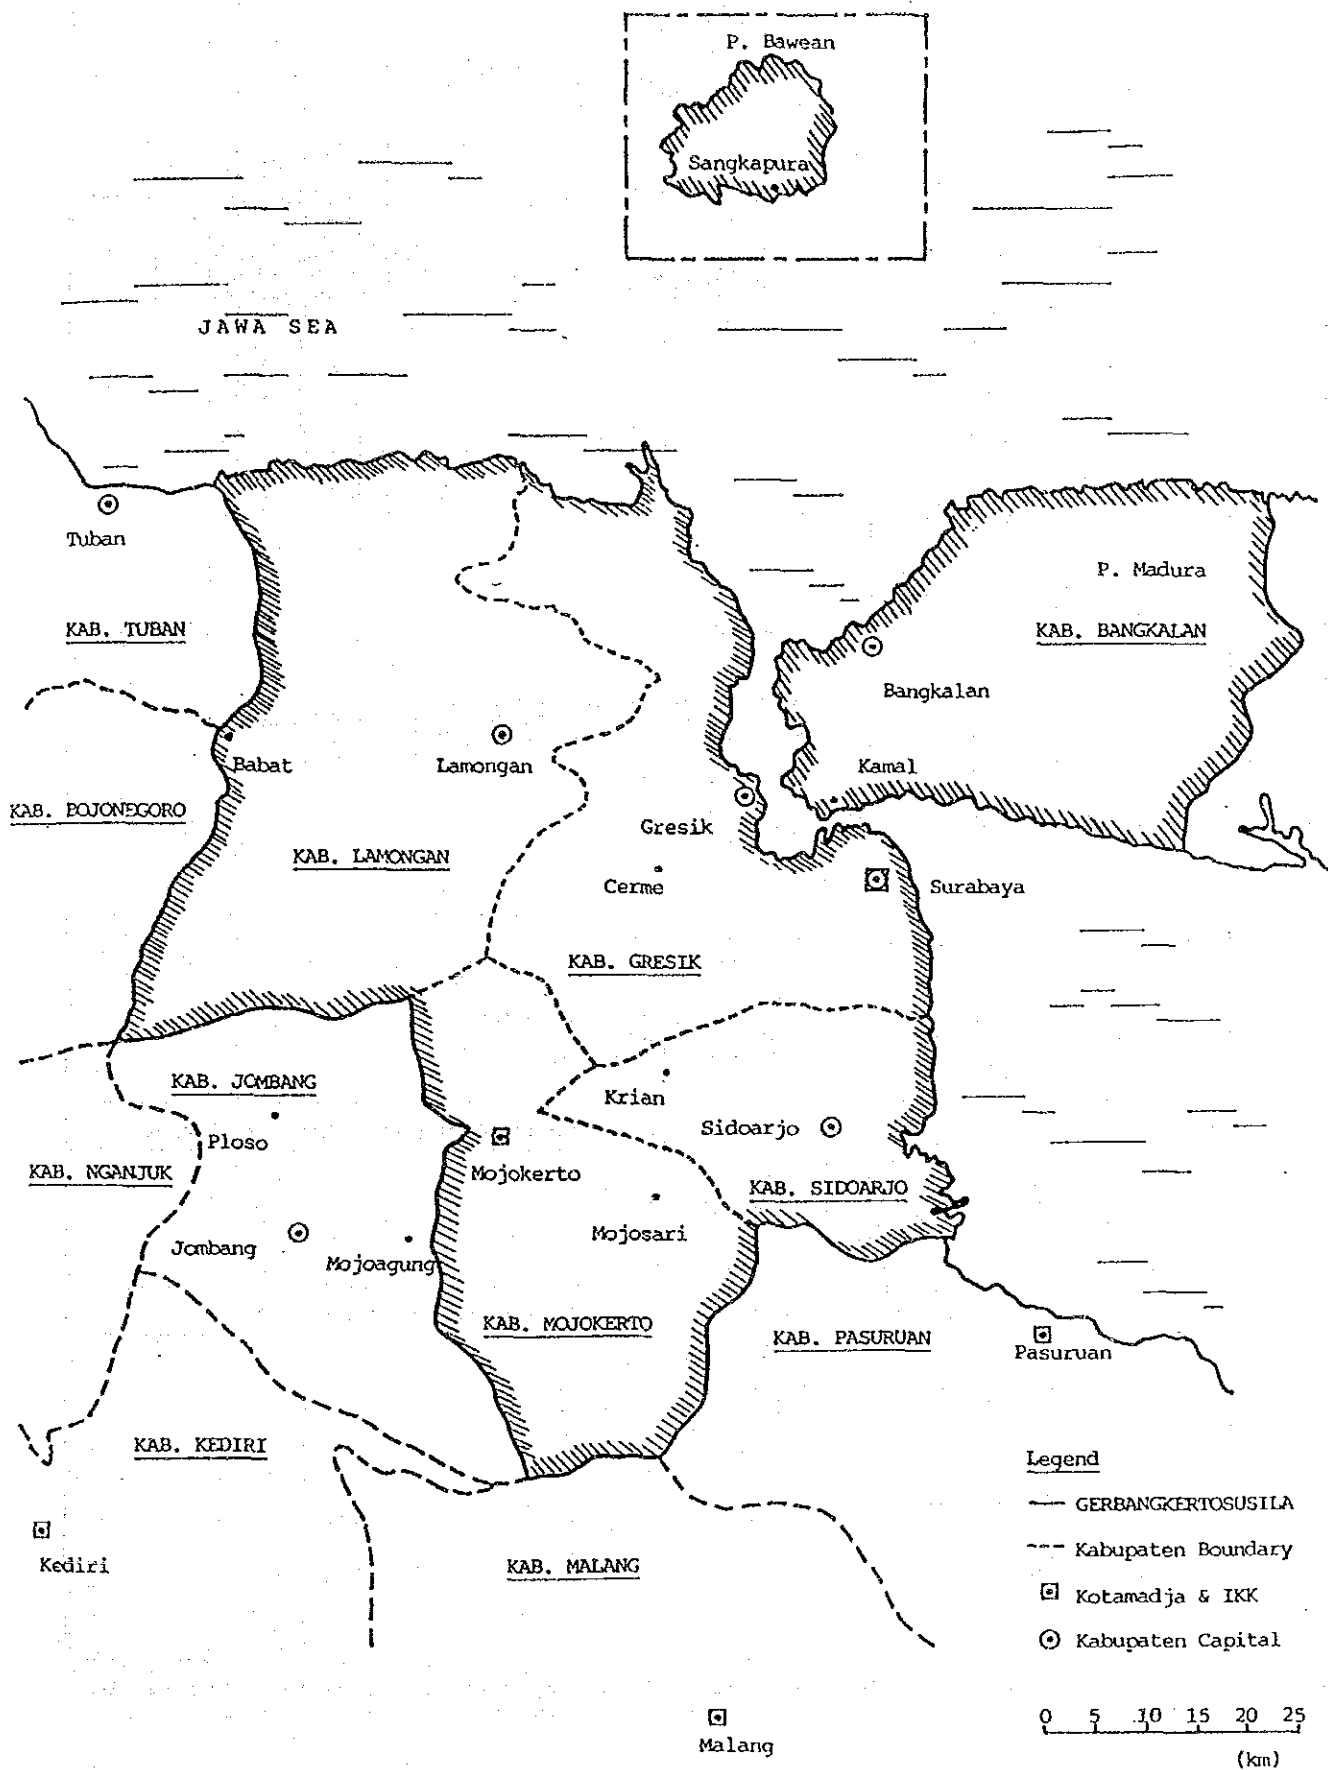 P. Bawean
Sangkapura
JAWA SEA
Tuban
P. Madura
KAB. TUBAN
KAB. BANGKALAN
Bangkalan
Babat
Lamongan
Kamal
KAB. BOJONEGORO
Gresik
KAB. LAMONGAN
Cerme
Surabaya
KAB. GRESIK
KAB. JOMBANG
Krian
Ploso
Sidoarjo
KAB. NGANJUK
Mojokerto
KAB. SIDOARJO
Mojosari
Jombang
Mojoagung
KAB. MOJOKERTO
KAB. PASURUAN
Pasuruan
KAB. KEDIRI
Legend
GERBANGKERTOSUSILA
Kabupaten Boundary
Kediri
KAB. MALANG
Kotamadja & IKK
Kabupaten Capital
0 5 10 15 20 25
(km)
Malang